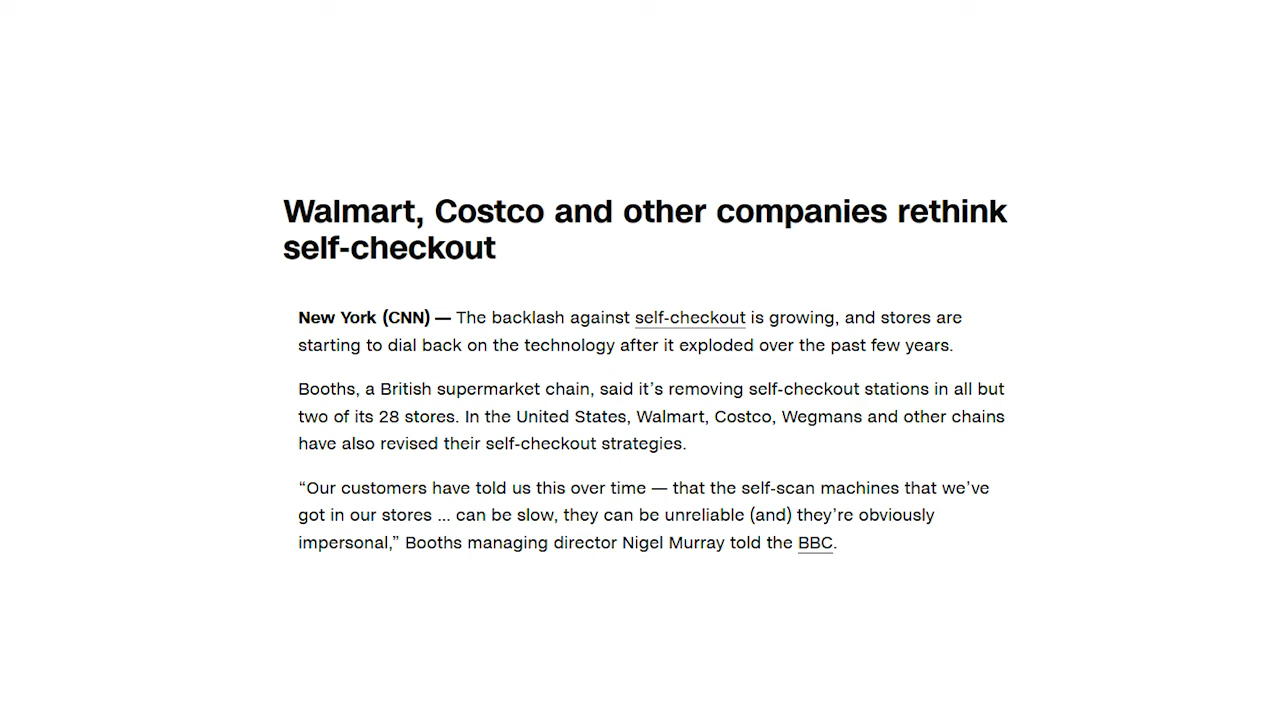 Walmart, Costco and other companies rethink
self-checkout
New York (CNN) — The backlash against self-checkout is growing, and stores are
starting to dial back on the technology after it exploded over the past few years.
Booths, a British supermarket chain, said it’s removing self-checkout stations in all but
two of its 28 stores. In the United States, Walmart, Costco, Wegmans and other chains
have also revised their self-checkout strategies.
“Our customers have told us this over time — that the self-scan machines that we’ve
got in our stores ... can be slow, they can be unreliable (and) they’re obviously
impersonal,” Booths managing director Nigel Murray told the BBC.